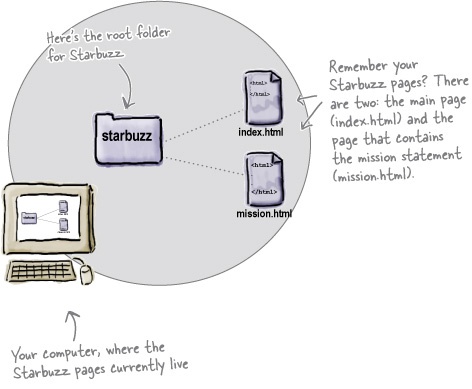 Here's the root folder
for Starbuzz
<html>
</html>
index.html
starbuzz
<html>
</html>
mission.html
Remember your
Starbuzz pages? There
are two: the main page
(index.html) and the
page that contains
the mission statement
(mission.html).
Your computer, where the
Starbuzz pages currently live